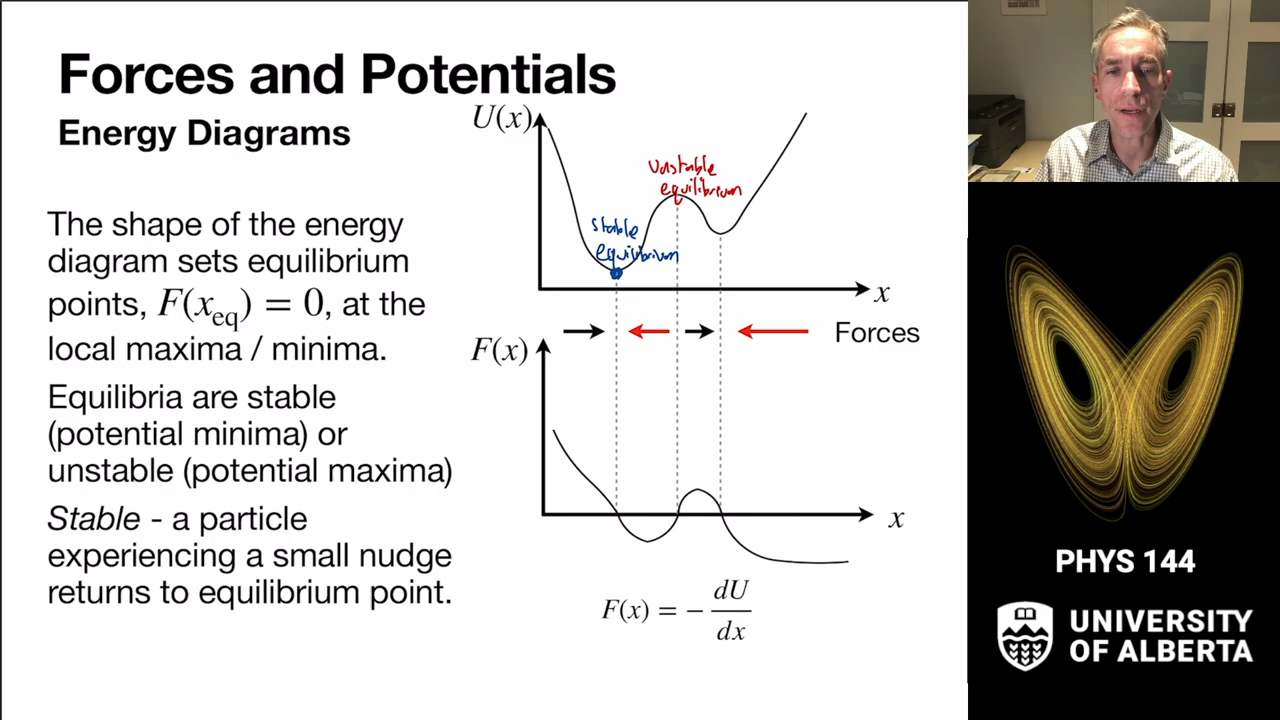 Forces and Potentials
Energy Diagrams
The shape of the energy
diagram sets equilibrium
points, F(x_eq) = 0, at the
local maxima / minima.
Equilibria are stable
(potential minima) or
unstable (potential maxima)
Stable - a particle
experiencing a small nudge
returns to equilibrium point.
U(x)
unstable
equilibrium
stable
equilibrium
x
Forces
F(x)
x
F(x) = - dU/dx
PHYS 144
UNIVERSITY
OF ALBERTA